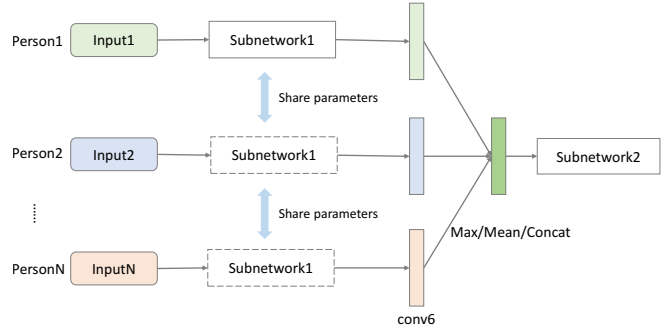 Person1
Input1
Subnetwork1
Share parameters
Person2
Input2
Subnetwork1
Subnetwork2
......
Share parameters
Max/Mean/Concat
PersonN
InputN
Subnetwork1
conv6